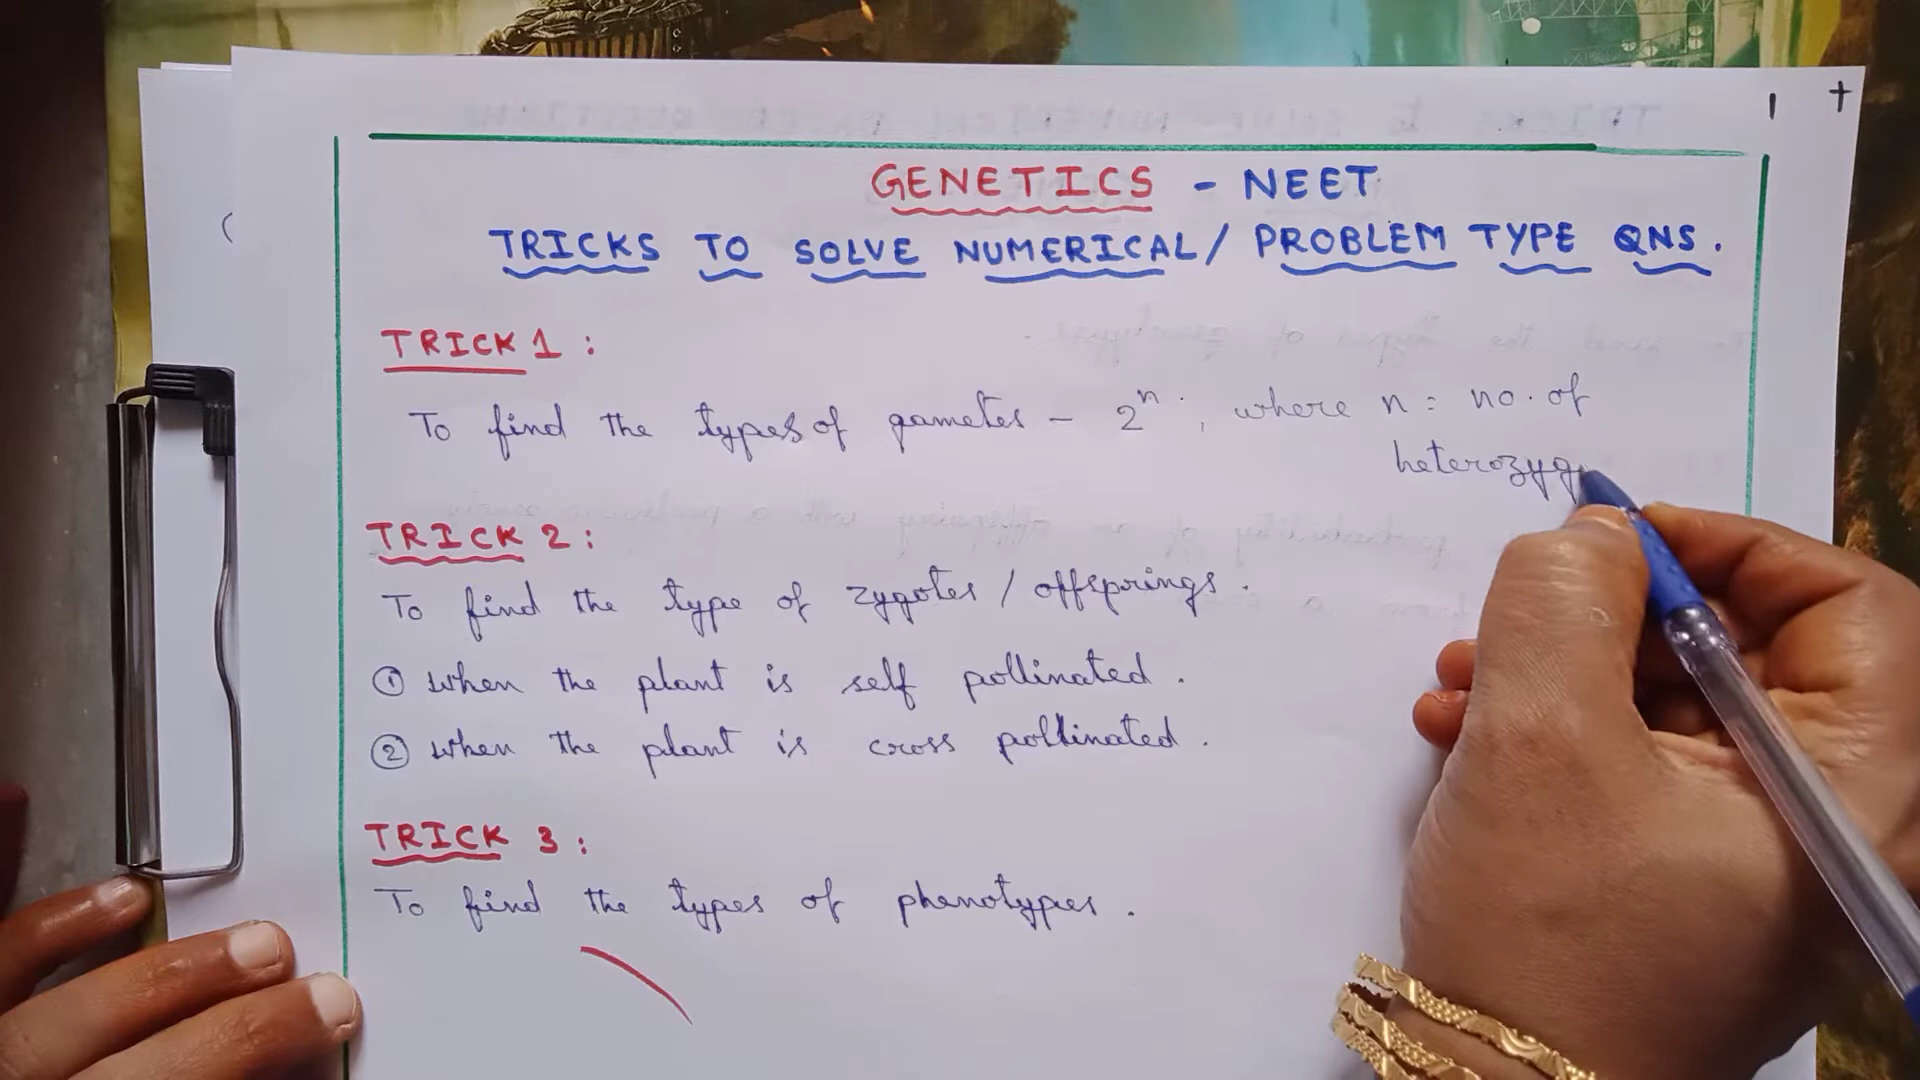 GENETICS - NEET
TRICKS TO SOLVE NUMERICAL / PROBLEM TYPE QNS.
TRICK 1 :
To find the types of gametes - 2ⁿ ; where n = no. of
heterozyg
TRICK 2 :
To find the type of zygotes / offsprings .
① when the plant is self pollinated .
② when the plant is cross pollinated .
TRICK 3 :
To find the types of phenotypes .